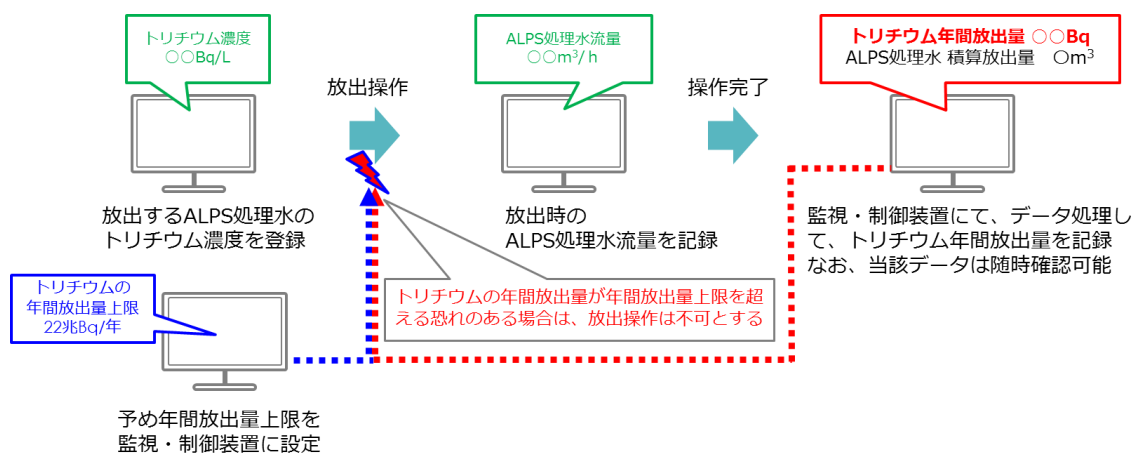 トリチウム濃度
○○Bq/L
放出操作
ALPS処理水流量
○○m³/ｈ
操作完了
トリチウム年間放出量 ○○Bq
ALPS処理水 積算放出量　○m³
放出するALPS処理水の
トリチウム濃度を登録
放出時の
ALPS処理水流量を記録
監視・制御装置にて、データ処理し
て、トリチウム年間放出量を記録
なお、当該データは随時確認可能
トリチウムの
年間放出量上限
22兆Bq/年
トリチウムの年間放出量が年間放出量上限を超
える恐れのある場合は、放出操作は不可とする
予め年間放出量上限を
監視・制御装置に設定